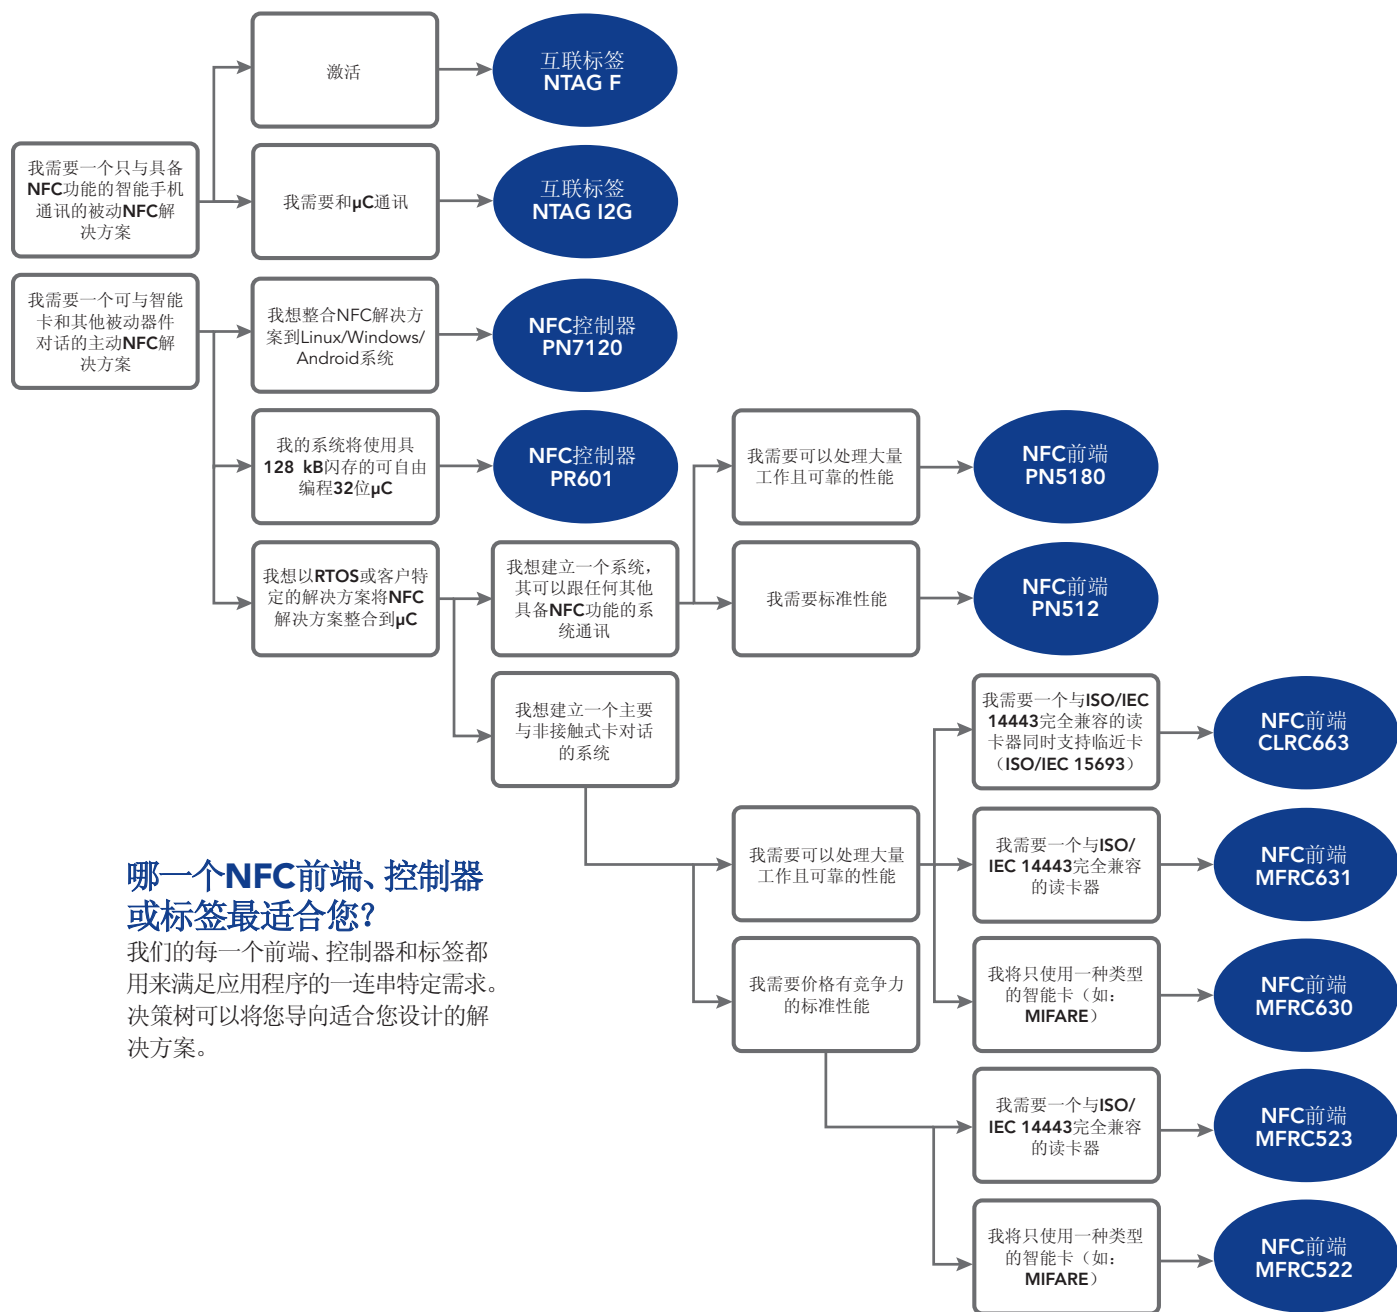 激活
互联标签
NTAG F
我需要一个只与具备
NFC功能的智能手机
通讯的被动NFC解
决方案
我需要和µC通讯
互联标签
NTAG I2G
我需要一个可与智能
卡和其他被动器件
对话的主动NFC解
决方案
我想整合NFC解决方
案到Linux/Windows/
Android系统
NFC控制器
PN7120
我的系统将使用具
128 kB闪存的可自由
编程32位µC
NFC控制器
PR601
我需要可以处理大量
工作且可靠的性能
NFC前端
PN5180
我想以RTOS或客户特
定的解决方案将NFC
解决方案整合到µC
我想建立一个系统，
其可以跟任何其他
具备NFC功能的系
统通讯
我需要标准性能
NFC前端
PN512
我想建立一个主要
与非接触式卡对话
的系统
我需要一个与ISO/IEC
14443完全兼容的读
卡器同时支持临近卡
（ISO/IEC 15693）
NFC前端
CLRC663
我需要可以处理大量
工作且可靠的性能
我需要一个与ISO/
IEC 14443完全兼容
的读卡器
NFC前端
MFRC631
哪一个NFC前端、控制器
或标签最适合您？
我们的每一个前端、控制器和标签都
用来满足应用程序的一连串特定需求。
决策树可以将您导向适合您设计的解
决方案。
我需要价格有竞争力
的标准性能
我将只使用一种类型
的智能卡（如：
MIFARE）
NFC前端
MFRC630
我需要一个与ISO/
IEC 14443完全兼容
的读卡器
NFC前端
MFRC523
我将只使用一种类型
的智能卡（如：
MIFARE）
NFC前端
MFRC522